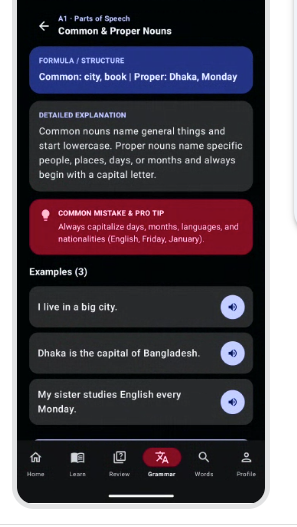 A1 · Parts of Speech
Common & Proper Nouns
FORMULA / STRUCTURE
Common: city, book | Proper: Dhaka, Monday
DETAILED EXPLANATION
Common nouns name general things and
start lowercase. Proper nouns name specific
people, places, days, or months and always
begin with a capital letter.
COMMON MISTAKE & PRO TIP
Always capitalize days, months, languages, and
nationalities (English, Friday, January).
Examples (3)
I live in a big city.
Dhaka is the capital of Bangladesh.
My sister studies English every
Monday.
Home Learn Review Grammar Words Profile